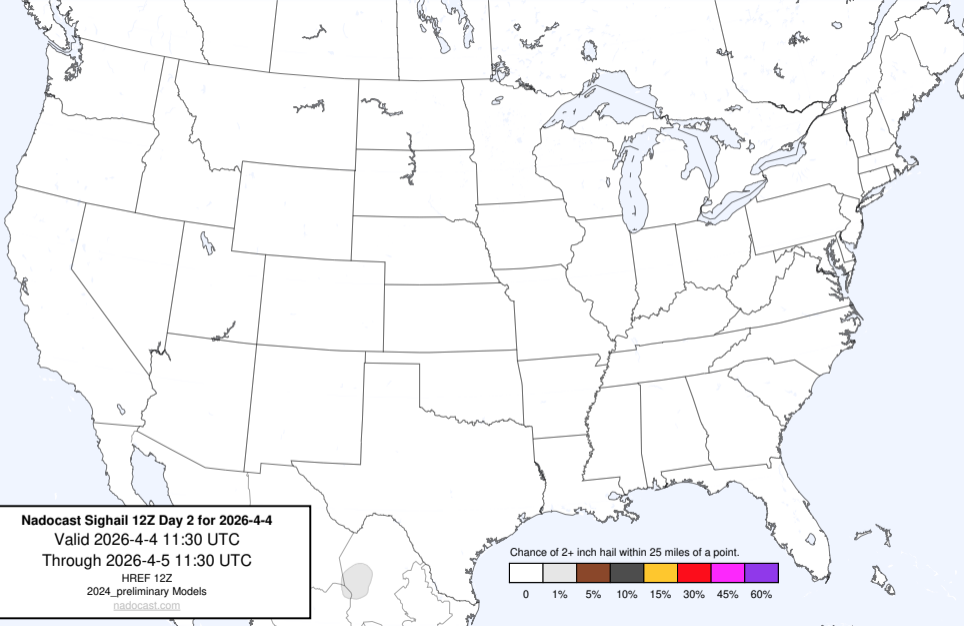 Nadocast Sighail 12Z Day 2 for 2026-4-4
Valid 2026-4-4 11:30 UTC
Through 2026-4-5 11:30 UTC
HREF 12Z
2024_preliminary Models
nadocast.com
Chance of 2+ inch hail within 25 miles of a point.
0 1% 5% 10% 15% 30% 45% 60%